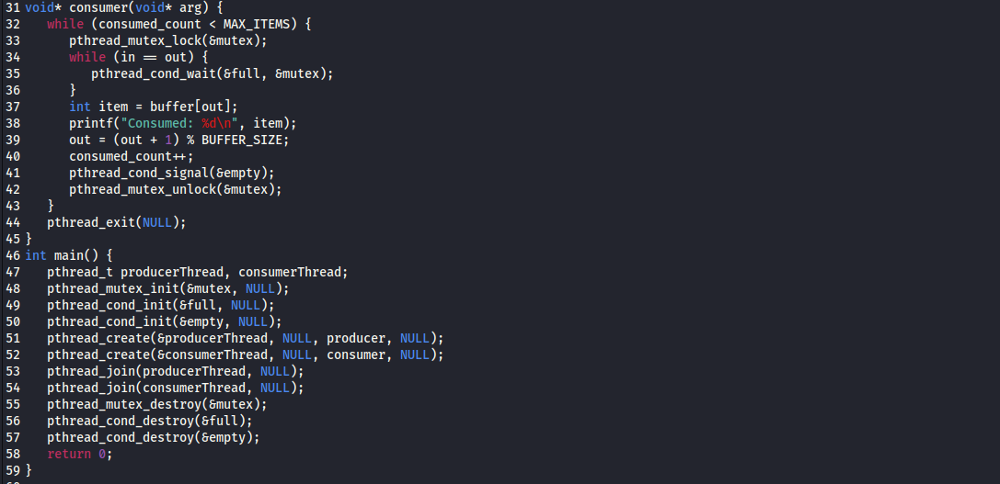 31 void* consumer(void* arg) {
32    while (consumed_count < MAX_ITEMS) {
33       pthread_mutex_lock(&mutex);
34       while (in == out) {
35          pthread_cond_wait(&full, &mutex);
36       }
37       int item = buffer[out];
38       printf("Consumed: %d\n", item);
39       out = (out + 1) % BUFFER_SIZE;
40       consumed_count++;
41       pthread_cond_signal(&empty);
42       pthread_mutex_unlock(&mutex);
43    }
44    pthread_exit(NULL);
45 }
46 int main() {
47    pthread_t producerThread, consumerThread;
48    pthread_mutex_init(&mutex, NULL);
49    pthread_cond_init(&full, NULL);
50    pthread_cond_init(&empty, NULL);
51    pthread_create(&producerThread, NULL, producer, NULL);
52    pthread_create(&consumerThread, NULL, consumer, NULL);
53    pthread_join(producerThread, NULL);
54    pthread_join(consumerThread, NULL);
55    pthread_mutex_destroy(&mutex);
56    pthread_cond_destroy(&full);
57    pthread_cond_destroy(&empty);
58    return 0;
59 }